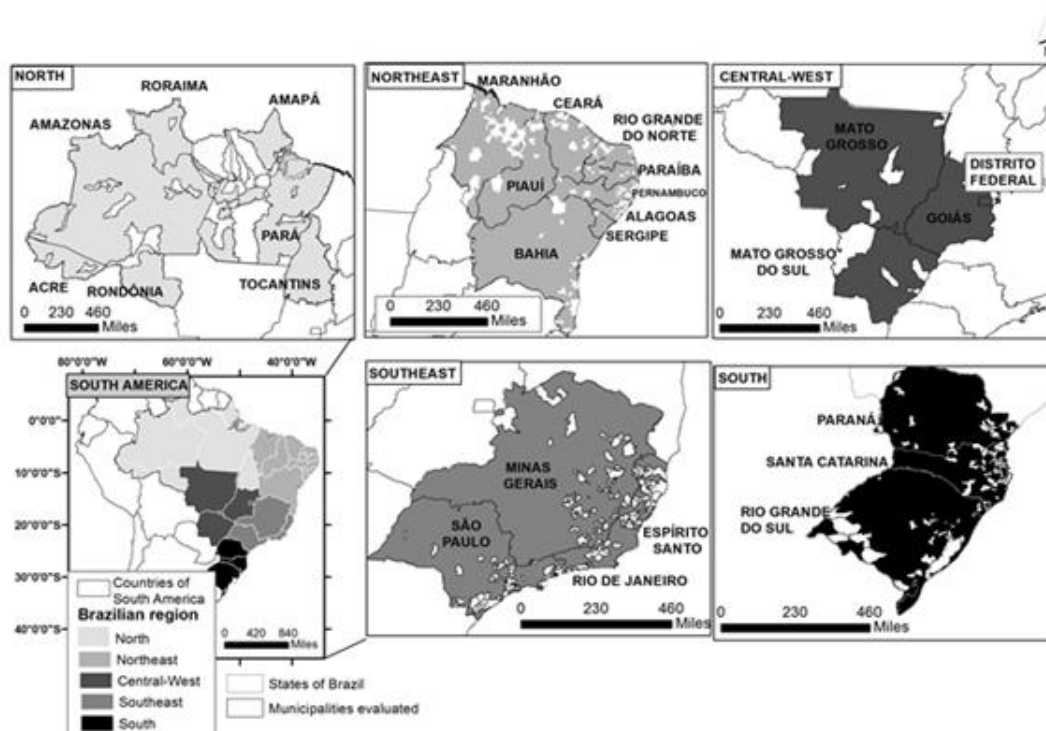 NORTH
RORAIMA
AMAPÁ
AMAZONAS
PARÁ
ACRE
RONDÔNIA
TOCANTINS
0 230 460
Miles
NORTHEAST
MARANHÃO
CEARÁ
RIO GRANDE
DO NORTE
PARAÍBA
PIAUÍ
PERNAMBUCO
ALAGOAS
SERGIPE
BAHIA
0 230 460
Miles
CENTRAL-WEST
MATO
GROSSO
DISTRITO
FEDERAL
GOIÁS
MATO GROSSO
DO SUL
0 230 460
Miles
80°0'0"W 60°0'0"W 40°0'0"W
SOUTH AMERICA
0°0'0"
10°0'0"S
20°0'0"S
30°0'0"S
40°0'0"S
Countries of
South America
Brazilian region
North
Northeast
Central-West
Southeast
South
0 420 840
Miles
States of Brazil
Municipalities evaluated
SOUTHEAST
MINAS
GERAIS
SÃO
PAULO
ESPÍRITO
SANTO
RIO DE JANEIRO
0 230 460
Miles
SOUTH
PARANÁ
SANTA CATARINA
RIO GRANDE
DO SUL
0 230 460
Miles